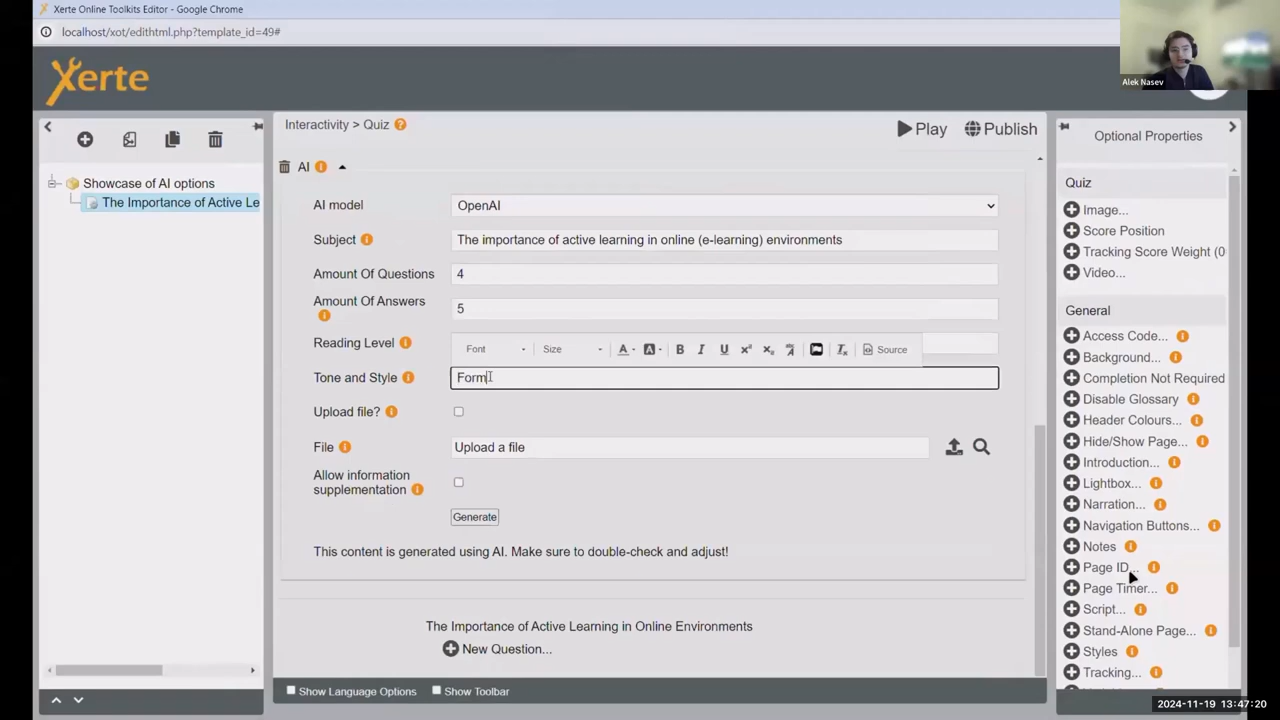 Xerte Online Toolkits Editor - Google Chrome
localhost/xot/edithtml.php?template_id=49#
Xerte
Alek Nasev
Interactivity > Quiz
Play
Publish
Optional Properties
Showcase of AI options
The Importance of Active Le
AI
AI model
OpenAI
Subject
The importance of active learning in online (e-learning) environments
Amount Of Questions
4
Amount Of Answers
5
Reading Level
Font
Size
Source
Tone and Style
Form
Upload file?
File
Upload a file
Allow information
supplementation
Generate
This content is generated using AI. Make sure to double-check and adjust!
The Importance of Active Learning in Online Environments
New Question...
Show Language Options
Show Toolbar
Quiz
Image...
Score Position
Tracking Score Weight (0
Video...
General
Access Code...
Background...
Completion Not Required
Disable Glossary
Header Colours...
Hide/Show Page...
Introduction...
Lightbox...
Narration...
Navigation Buttons...
Notes
Page ID...
Page Timer...
Script...
Stand-Alone Page...
Styles
Tracking...
2024-11-19 13:47:20